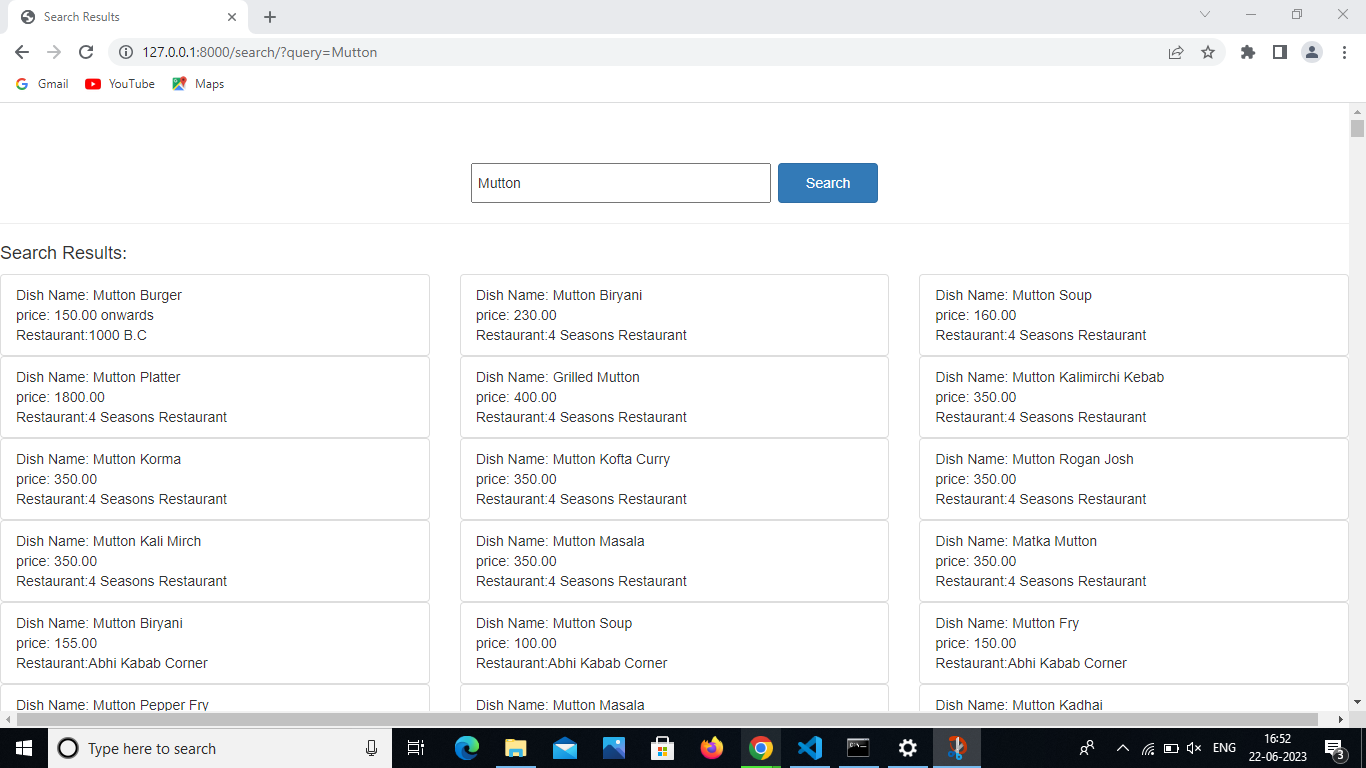 Search Results
127.0.0.1:8000/search/?query=Mutton
Gmail YouTube Maps
Mutton Search
Search Results:
Dish Name: Mutton Burger
price: 150.00 onwards
Restaurant:1000 B.C
Dish Name: Mutton Biryani
price: 230.00
Restaurant:4 Seasons Restaurant
Dish Name: Mutton Soup
price: 160.00
Restaurant:4 Seasons Restaurant
Dish Name: Mutton Platter
price: 1800.00
Restaurant:4 Seasons Restaurant
Dish Name: Grilled Mutton
price: 400.00
Restaurant:4 Seasons Restaurant
Dish Name: Mutton Kalimirchi Kebab
price: 350.00
Restaurant:4 Seasons Restaurant
Dish Name: Mutton Korma
price: 350.00
Restaurant:4 Seasons Restaurant
Dish Name: Mutton Kofta Curry
price: 350.00
Restaurant:4 Seasons Restaurant
Dish Name: Mutton Rogan Josh
price: 350.00
Restaurant:4 Seasons Restaurant
Dish Name: Mutton Kali Mirch
price: 350.00
Restaurant:4 Seasons Restaurant
Dish Name: Mutton Masala
price: 350.00
Restaurant:4 Seasons Restaurant
Dish Name: Matka Mutton
price: 350.00
Restaurant:4 Seasons Restaurant
Dish Name: Mutton Biryani
price: 155.00
Restaurant:Abhi Kabab Corner
Dish Name: Mutton Soup
price: 100.00
Restaurant:Abhi Kabab Corner
Dish Name: Mutton Fry
price: 150.00
Restaurant:Abhi Kabab Corner
Dish Name: Mutton Pepper Fry
Dish Name: Mutton Masala
Dish Name: Mutton Kadhai
Type here to search
ENG
16:52
22-06-2023
3